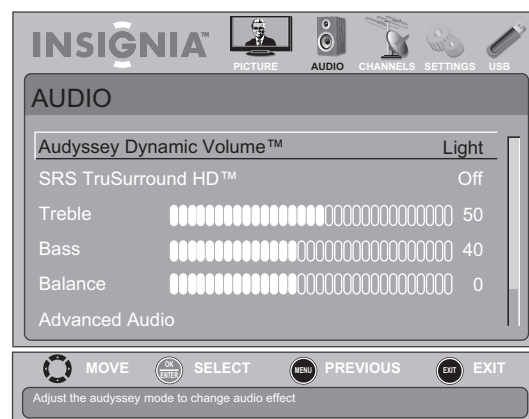 INSIGNIA™
PICTURE AUDIO CHANNELS SETTINGS USB
AUDIO
Audyssey Dynamic Volume™ Light
SRS TruSurround HD™ Off
Treble 50
Bass 40
Balance 0
Advanced Audio
MOVE OK ENTER SELECT MENU PREVIOUS EXIT EXIT
Adjust the audyssey mode to change audio effect